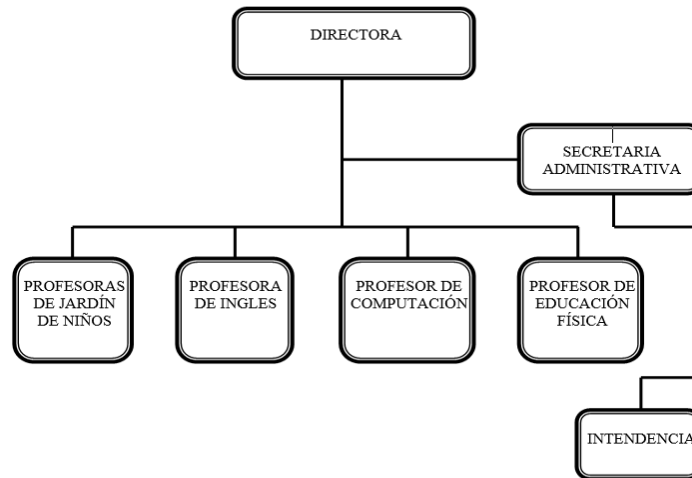 DIRECTORA
SECRETARIA
ADMINISTRATIVA
PROFESORAS
DE JARDÍN
DE NIÑOS
PROFESORA
DE INGLES
PROFESOR DE
COMPUTACIÓN
PROFESOR DE
EDUCACIÓN
FÍSICA
INTENDENCIA